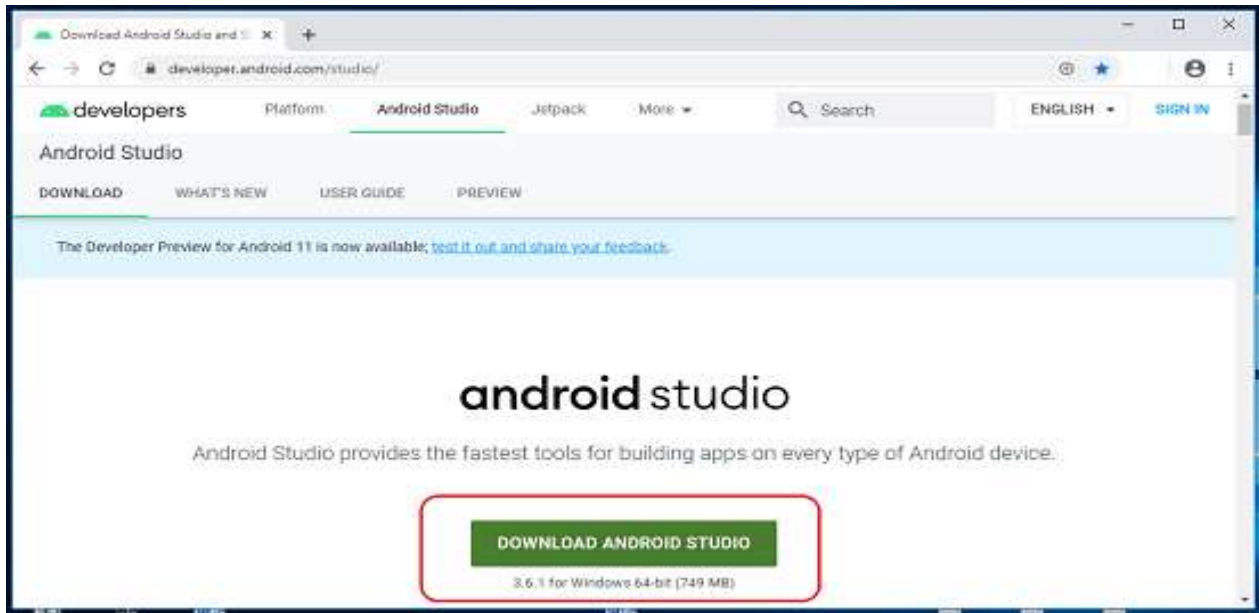 Download Android Studio and S
developer.android.com/studio/
developers Platform Android Studio Jetpack More Search ENGLISH SIGN IN
Android Studio
DOWNLOAD WHAT'S NEW USER GUIDE PREVIEW
The Developer Preview for Android 11 is now available; test it out and share your feedback.
android studio
Android Studio provides the fastest tools for building apps on every type of Android device.
DOWNLOAD ANDROID STUDIO
3.6.1 for Windows 64-bit (749 MB)